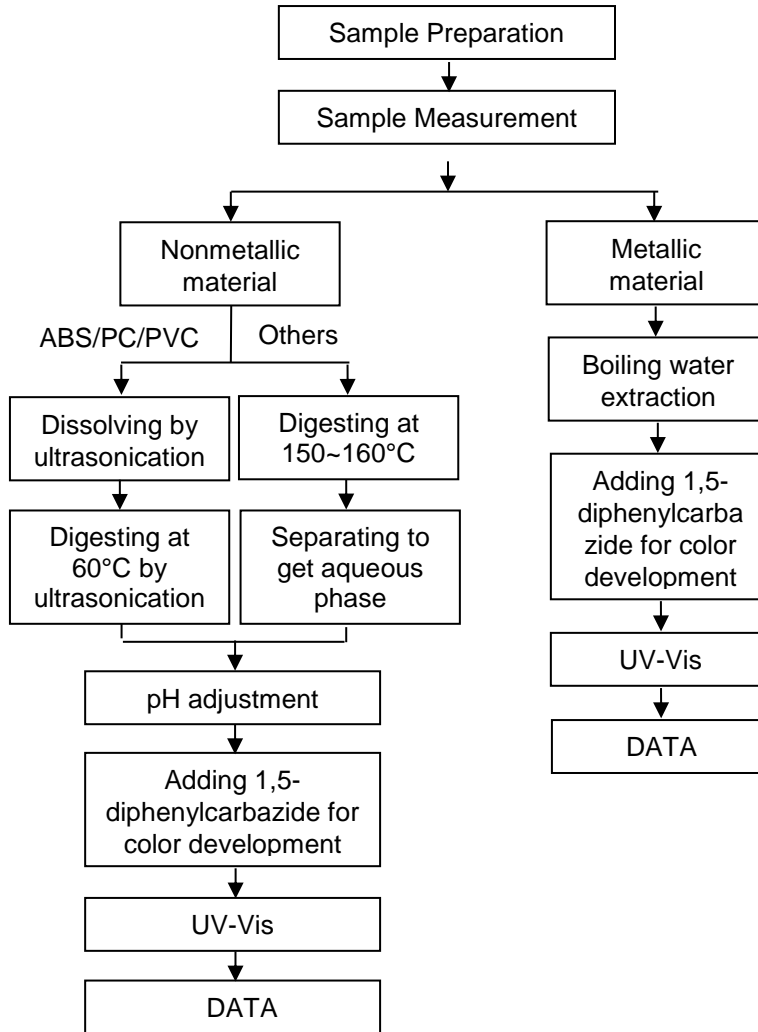 Sample Preparation
Sample Measurement
Nonmetallic
material
ABS/PC/PVC
Others
Dissolving by
ultrasonication
Digesting at
150~160°C
Digesting at
60°C by
ultrasonication
Separating to
get aqueous
phase
pH adjustment
Adding 1,5-
diphenylcarbazide for
color development
UV-Vis
DATA
Metallic
material
Boiling water
extraction
Adding 1,5-
diphenylcarba
zide for color
development
UV-Vis
DATA